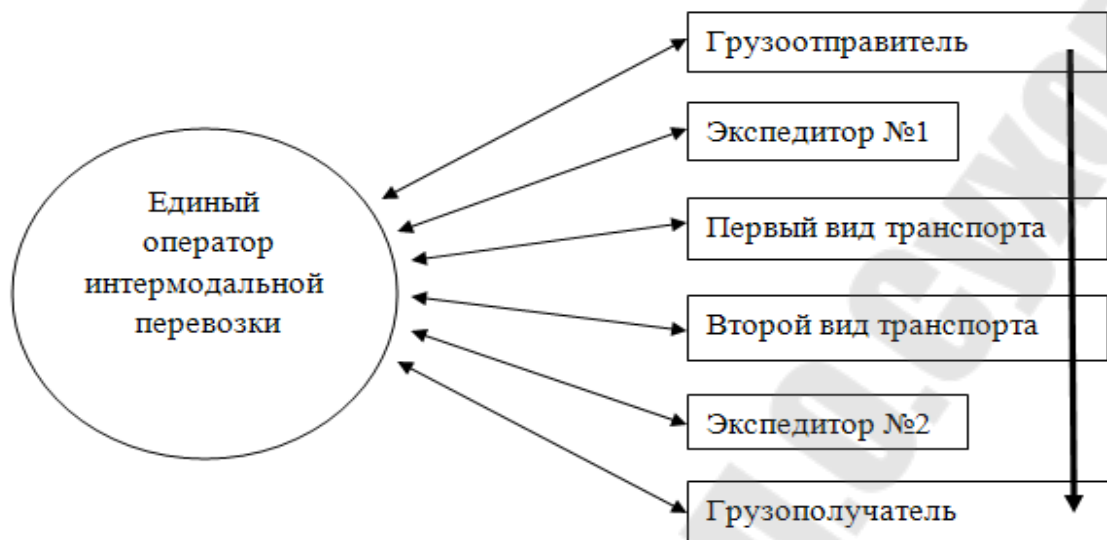 Единый
оператор
интермодальной
перевозки
Грузоотправитель
Экспедитор №1
Первый вид транспорта
Второй вид транспорта
Экспедитор №2
Грузополучатель